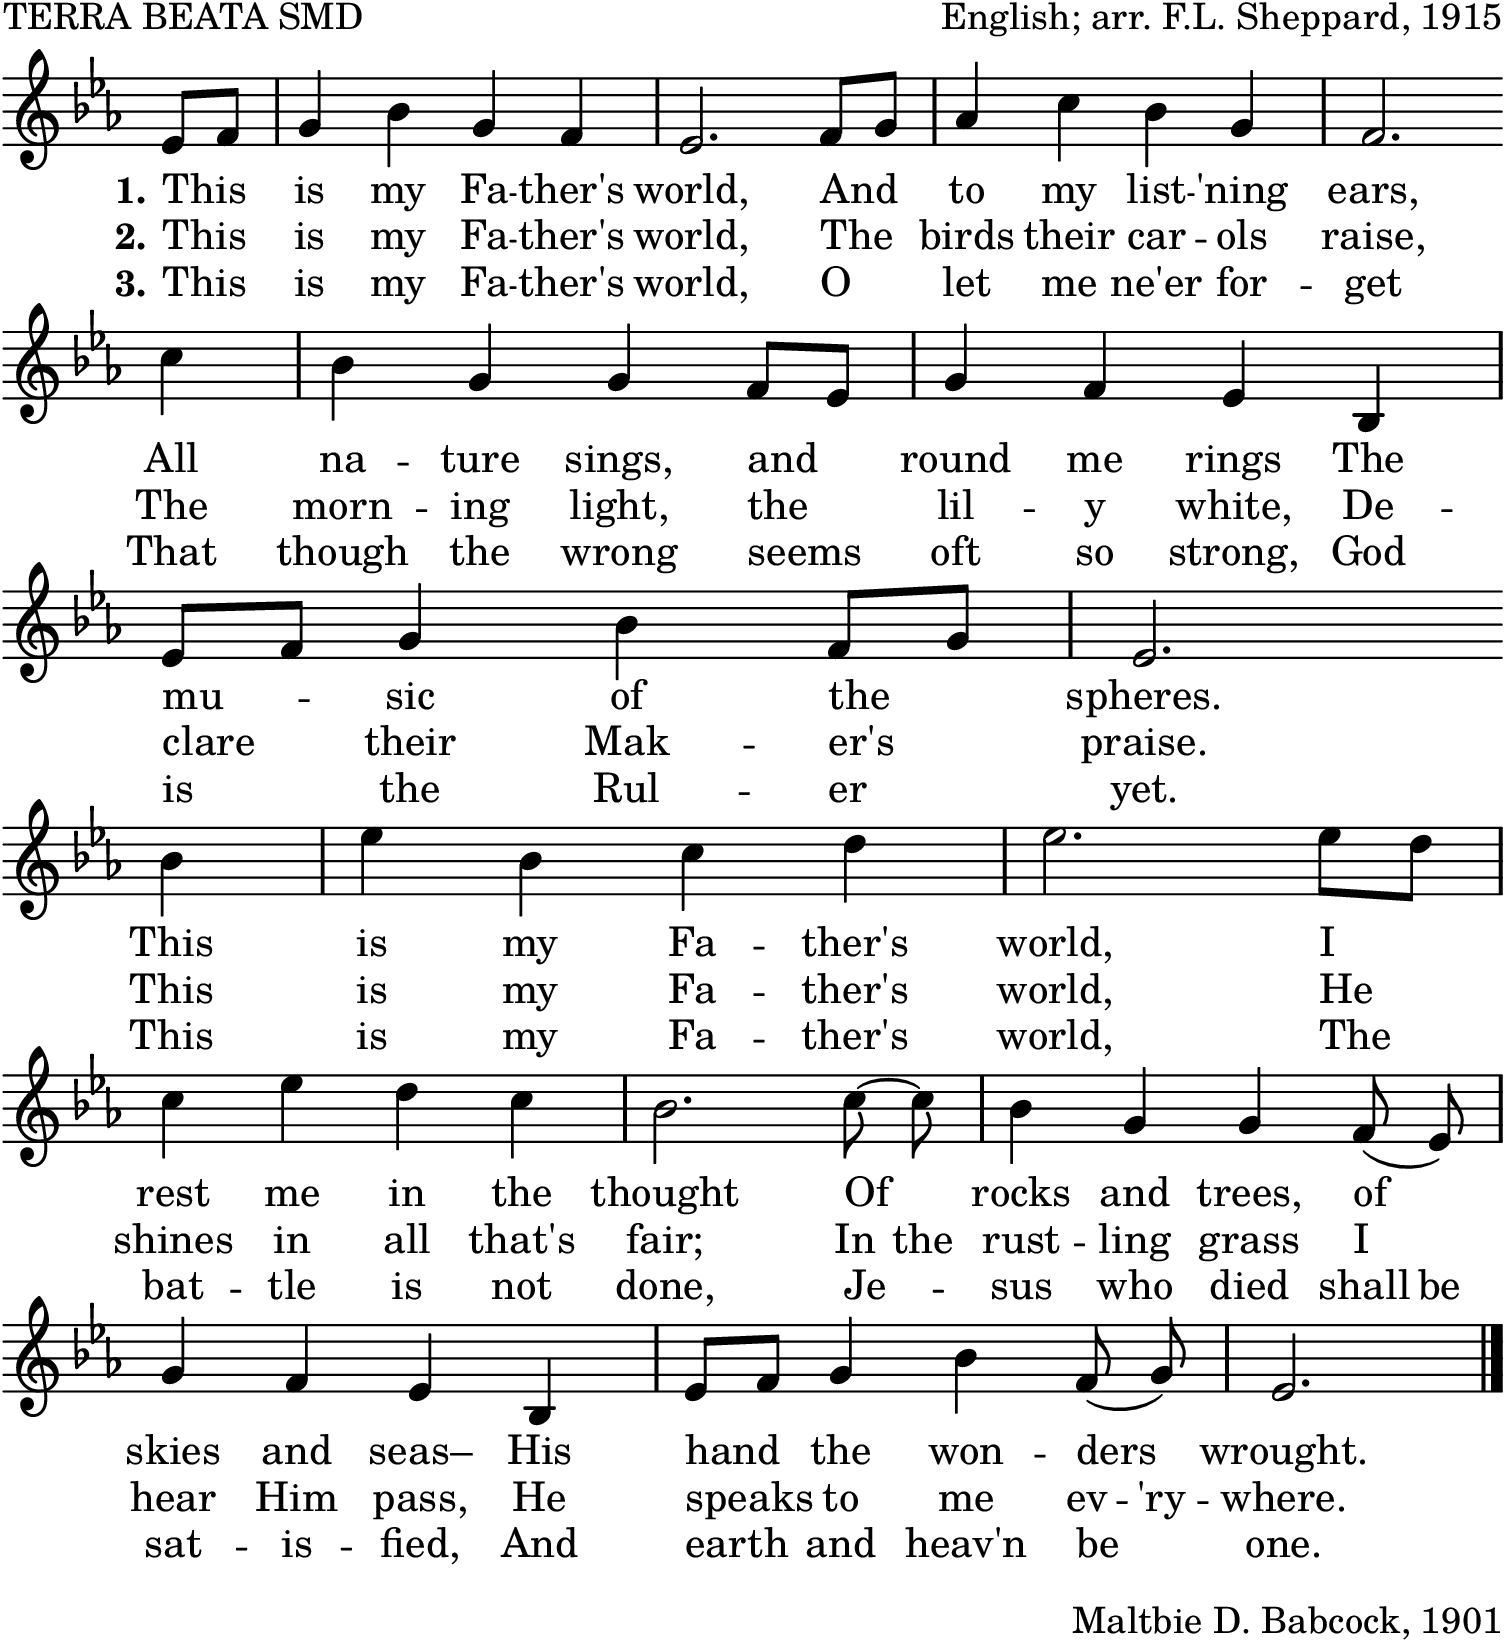 TERRA BEATA SMD English; arr. F.L. Sheppard, 1915
1. This is my Fa - ther's world, And to my list - 'ning ears,
2. This is my Fa - ther's world, The birds their car - ols raise,
3. This is my Fa - ther's world, O let me ne'er for - get
All na - ture sings, and round me rings The
The morn - ing light, the lil - y white, De -
That though the wrong seems oft so strong, God
mu - sic of the spheres.
clare their Mak - er's praise.
is the Rul - er yet.
This is my Fa - ther's world, I
This is my Fa - ther's world, He
This is my Fa - ther's world, The
rest me in the thought Of rocks and trees, of
shines in all that's fair; In the rust - ling grass I
bat - tle is not done, Je - sus who died shall be
skies and seas– His hand the won - ders wrought.
hear Him pass, He speaks to me ev - 'ry - where.
sat - is - fied, And earth and heav'n be one.
Maltbie D. Babcock, 1901